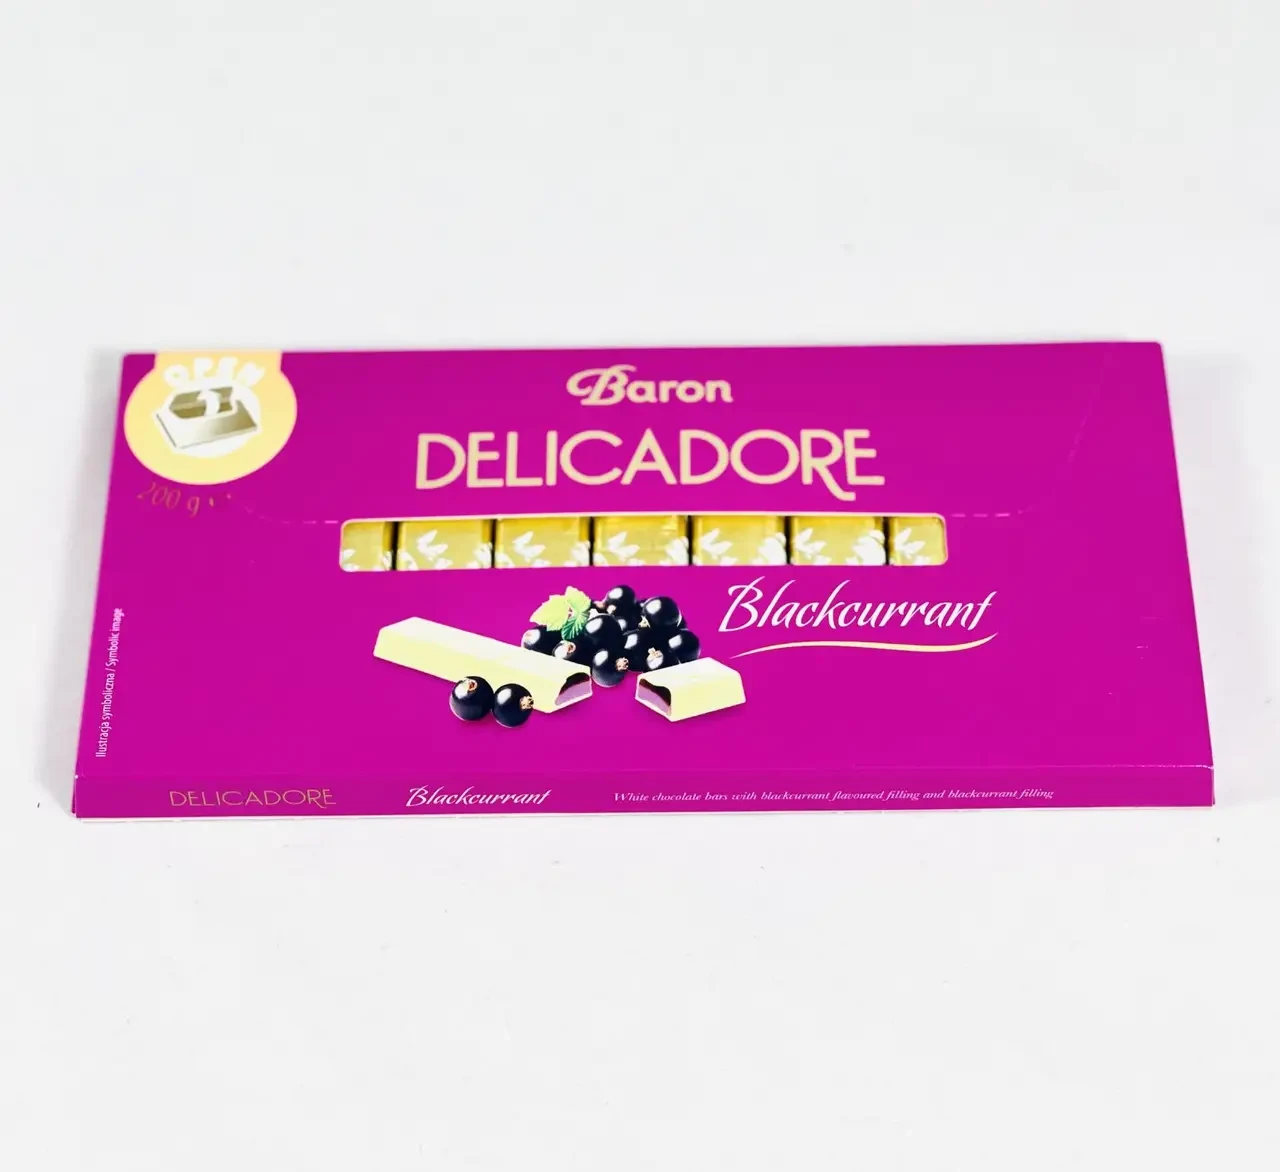 OPEN
Baron
DELICADORE
200 g
Blackcurrant
Ilustracja symboliczna / Symbolic image
DELICADORE Blackcurrant White chocolate bars with blackcurrant flavoured filling and blackcurrant filling